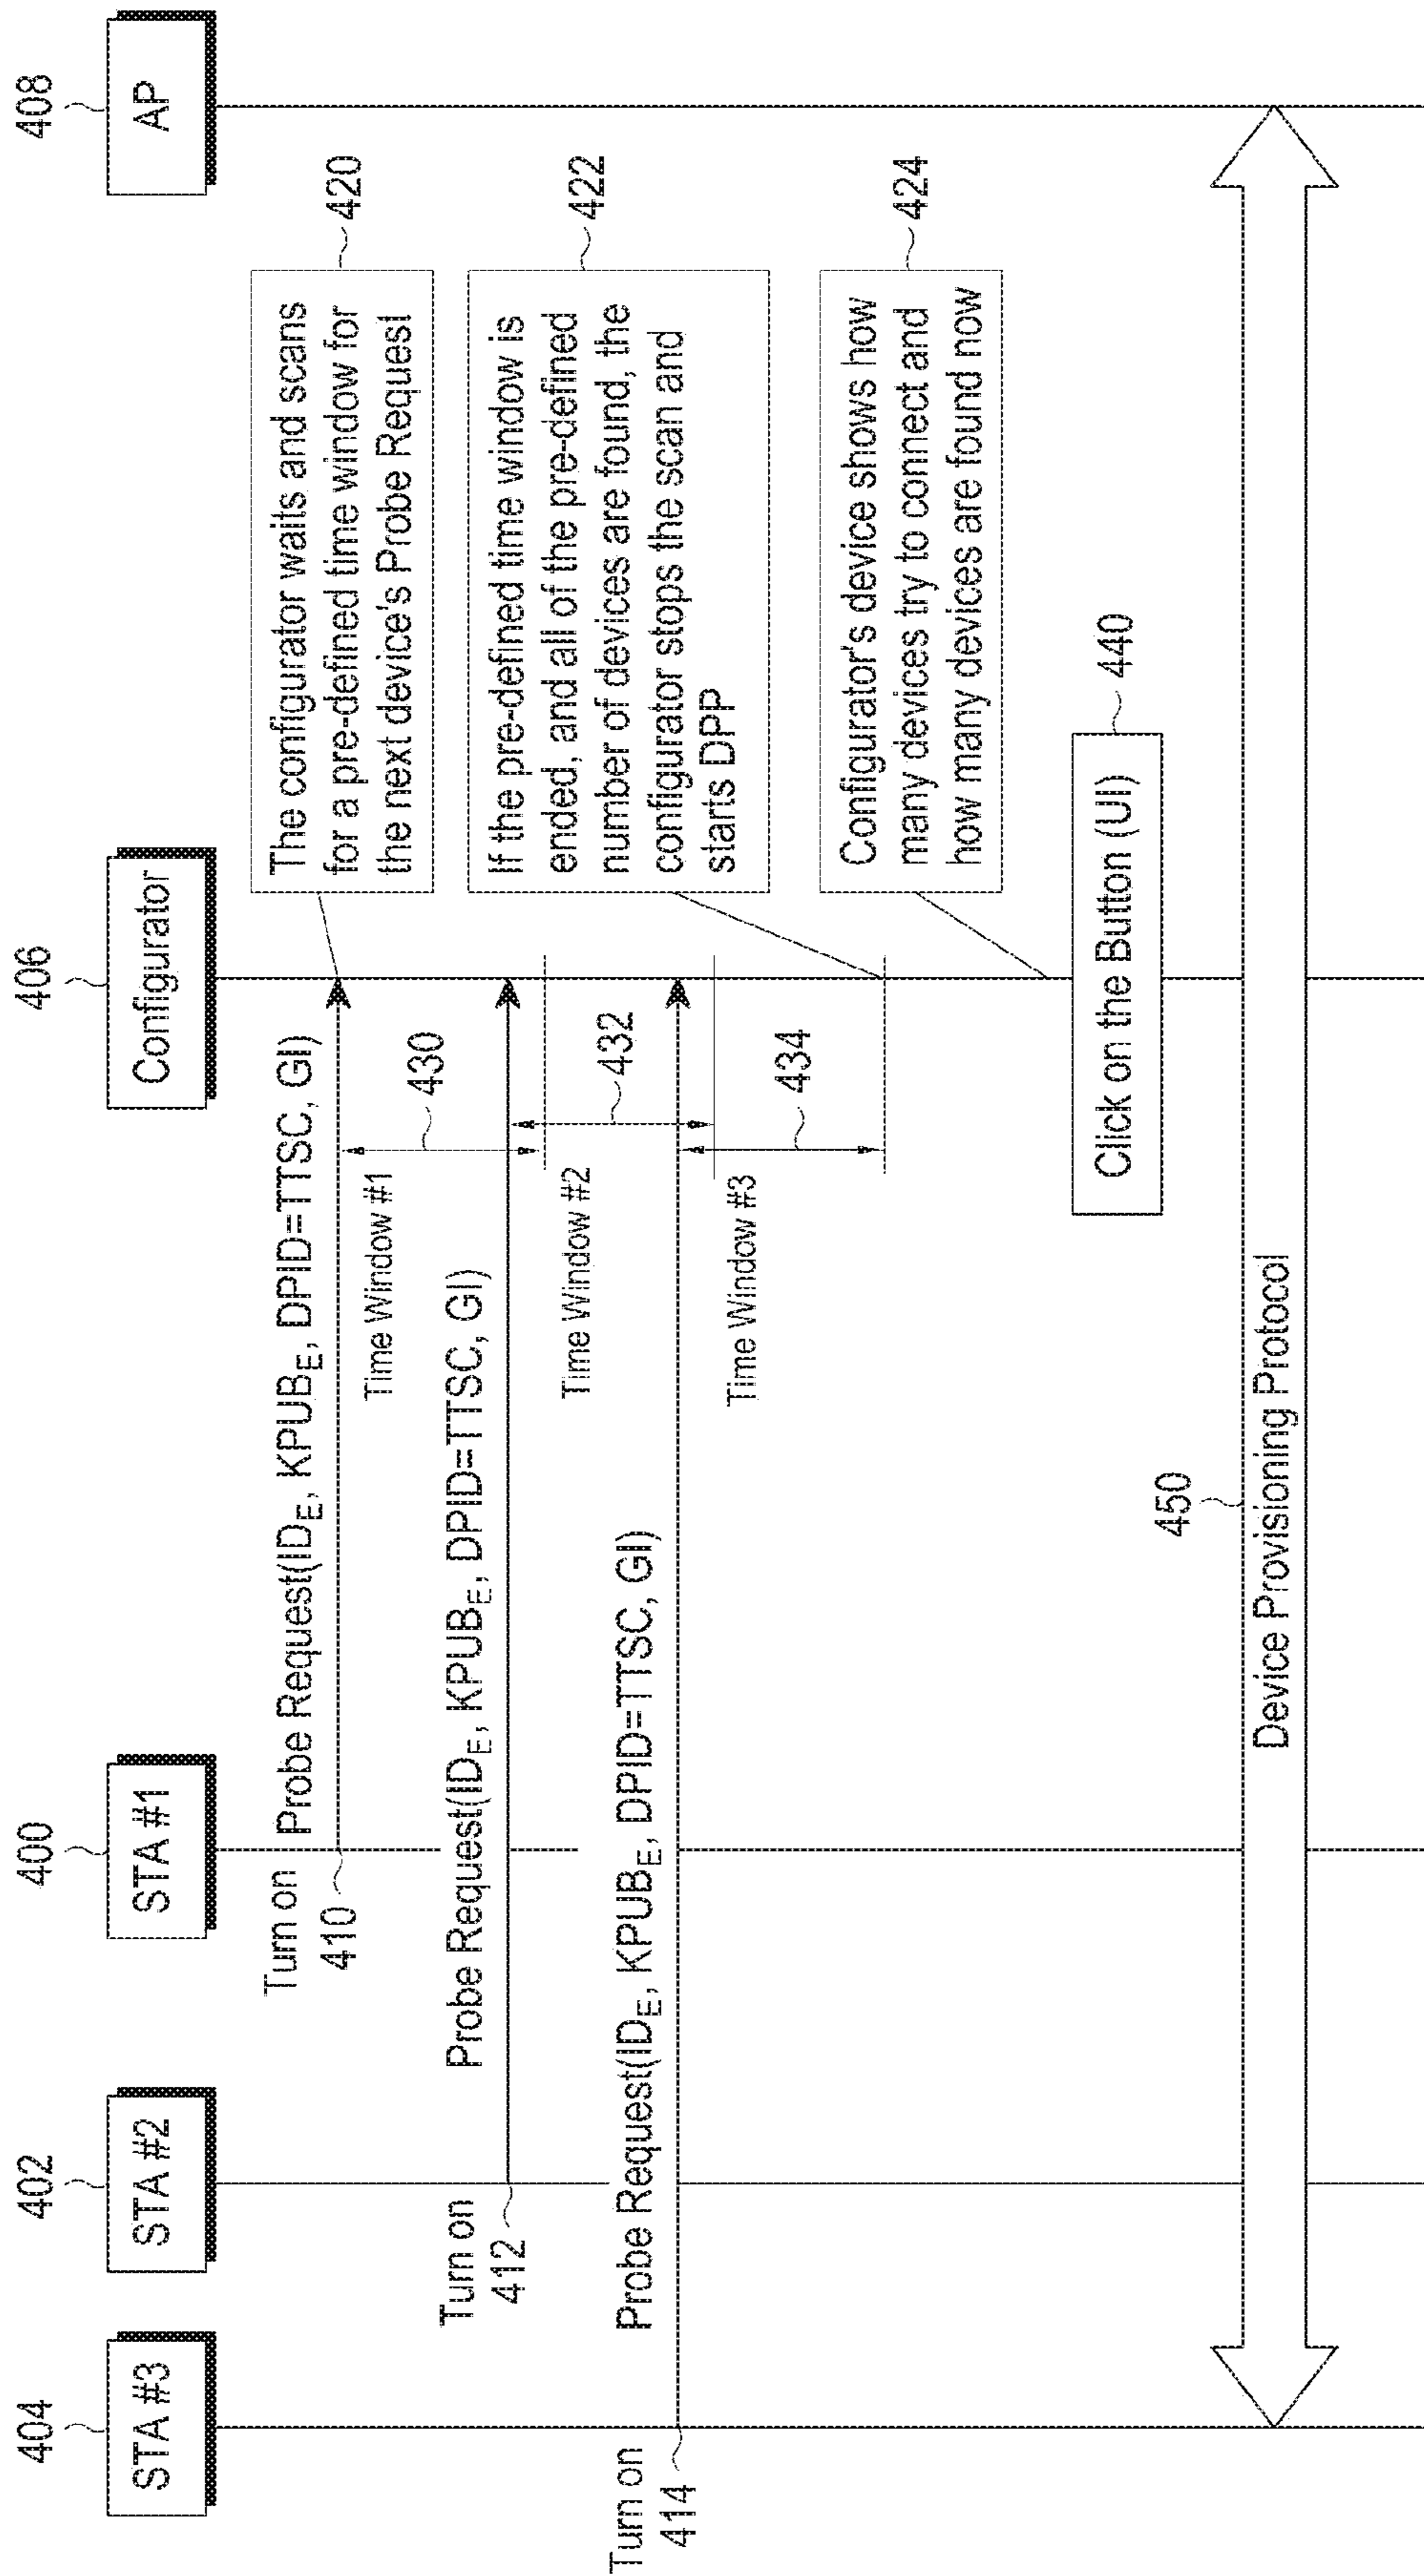 404
402
400
406
408
STA #3
STA #2
STA #1
Configurator
AP
Turn on
410
Probe Request(IDE, KPUBE, DPID=TTSC, GI)
The configurator waits and scans
for a pre-defined time window for
the next device's Probe Request
420
Time Window #1
430
Turn on
412
Probe Request(IDE, KPUBE, DPID=TTSC, GI)
If the pre-defined time window is
ended, and all of the pre-defined
number of devices are found, the
configurator stops the scan and
starts DPP
422
Time Window #2
432
Turn on
414
Probe Request(IDE, KPUBE, DPID=TTSC, GI)
Time Window #3
434
Configurator's device shows how
many devices try to connect and
how many devices are found now
424
Click on the Button (UI)
440
450
Device Provisioning Protocol